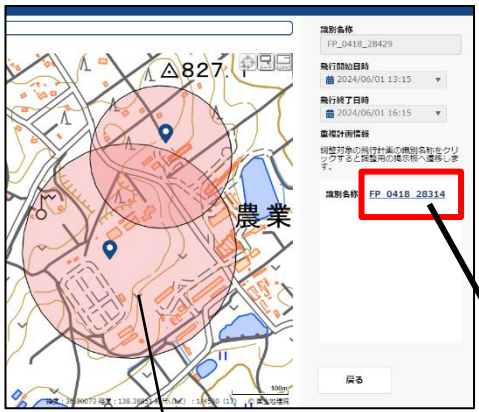 827.1
農業
100m
識別名称
FP_0418_28429
飛行開始日時
2024/06/01 13:15
飛行終了日時
2024/06/01 16:15
重複計画情報
調整対象の飛行計画の識別名称をクリ
ックすると調整用の掲示板へ遷移しま
す。
識別名称 FP_0418_28314
戻る